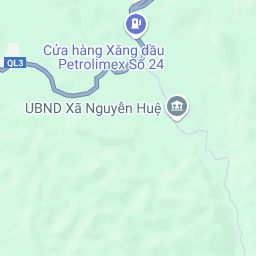 Cửa hàng Xăng dầu
Petrolimex Số 24
QL3
UBND Xã Nguyễn Huệ